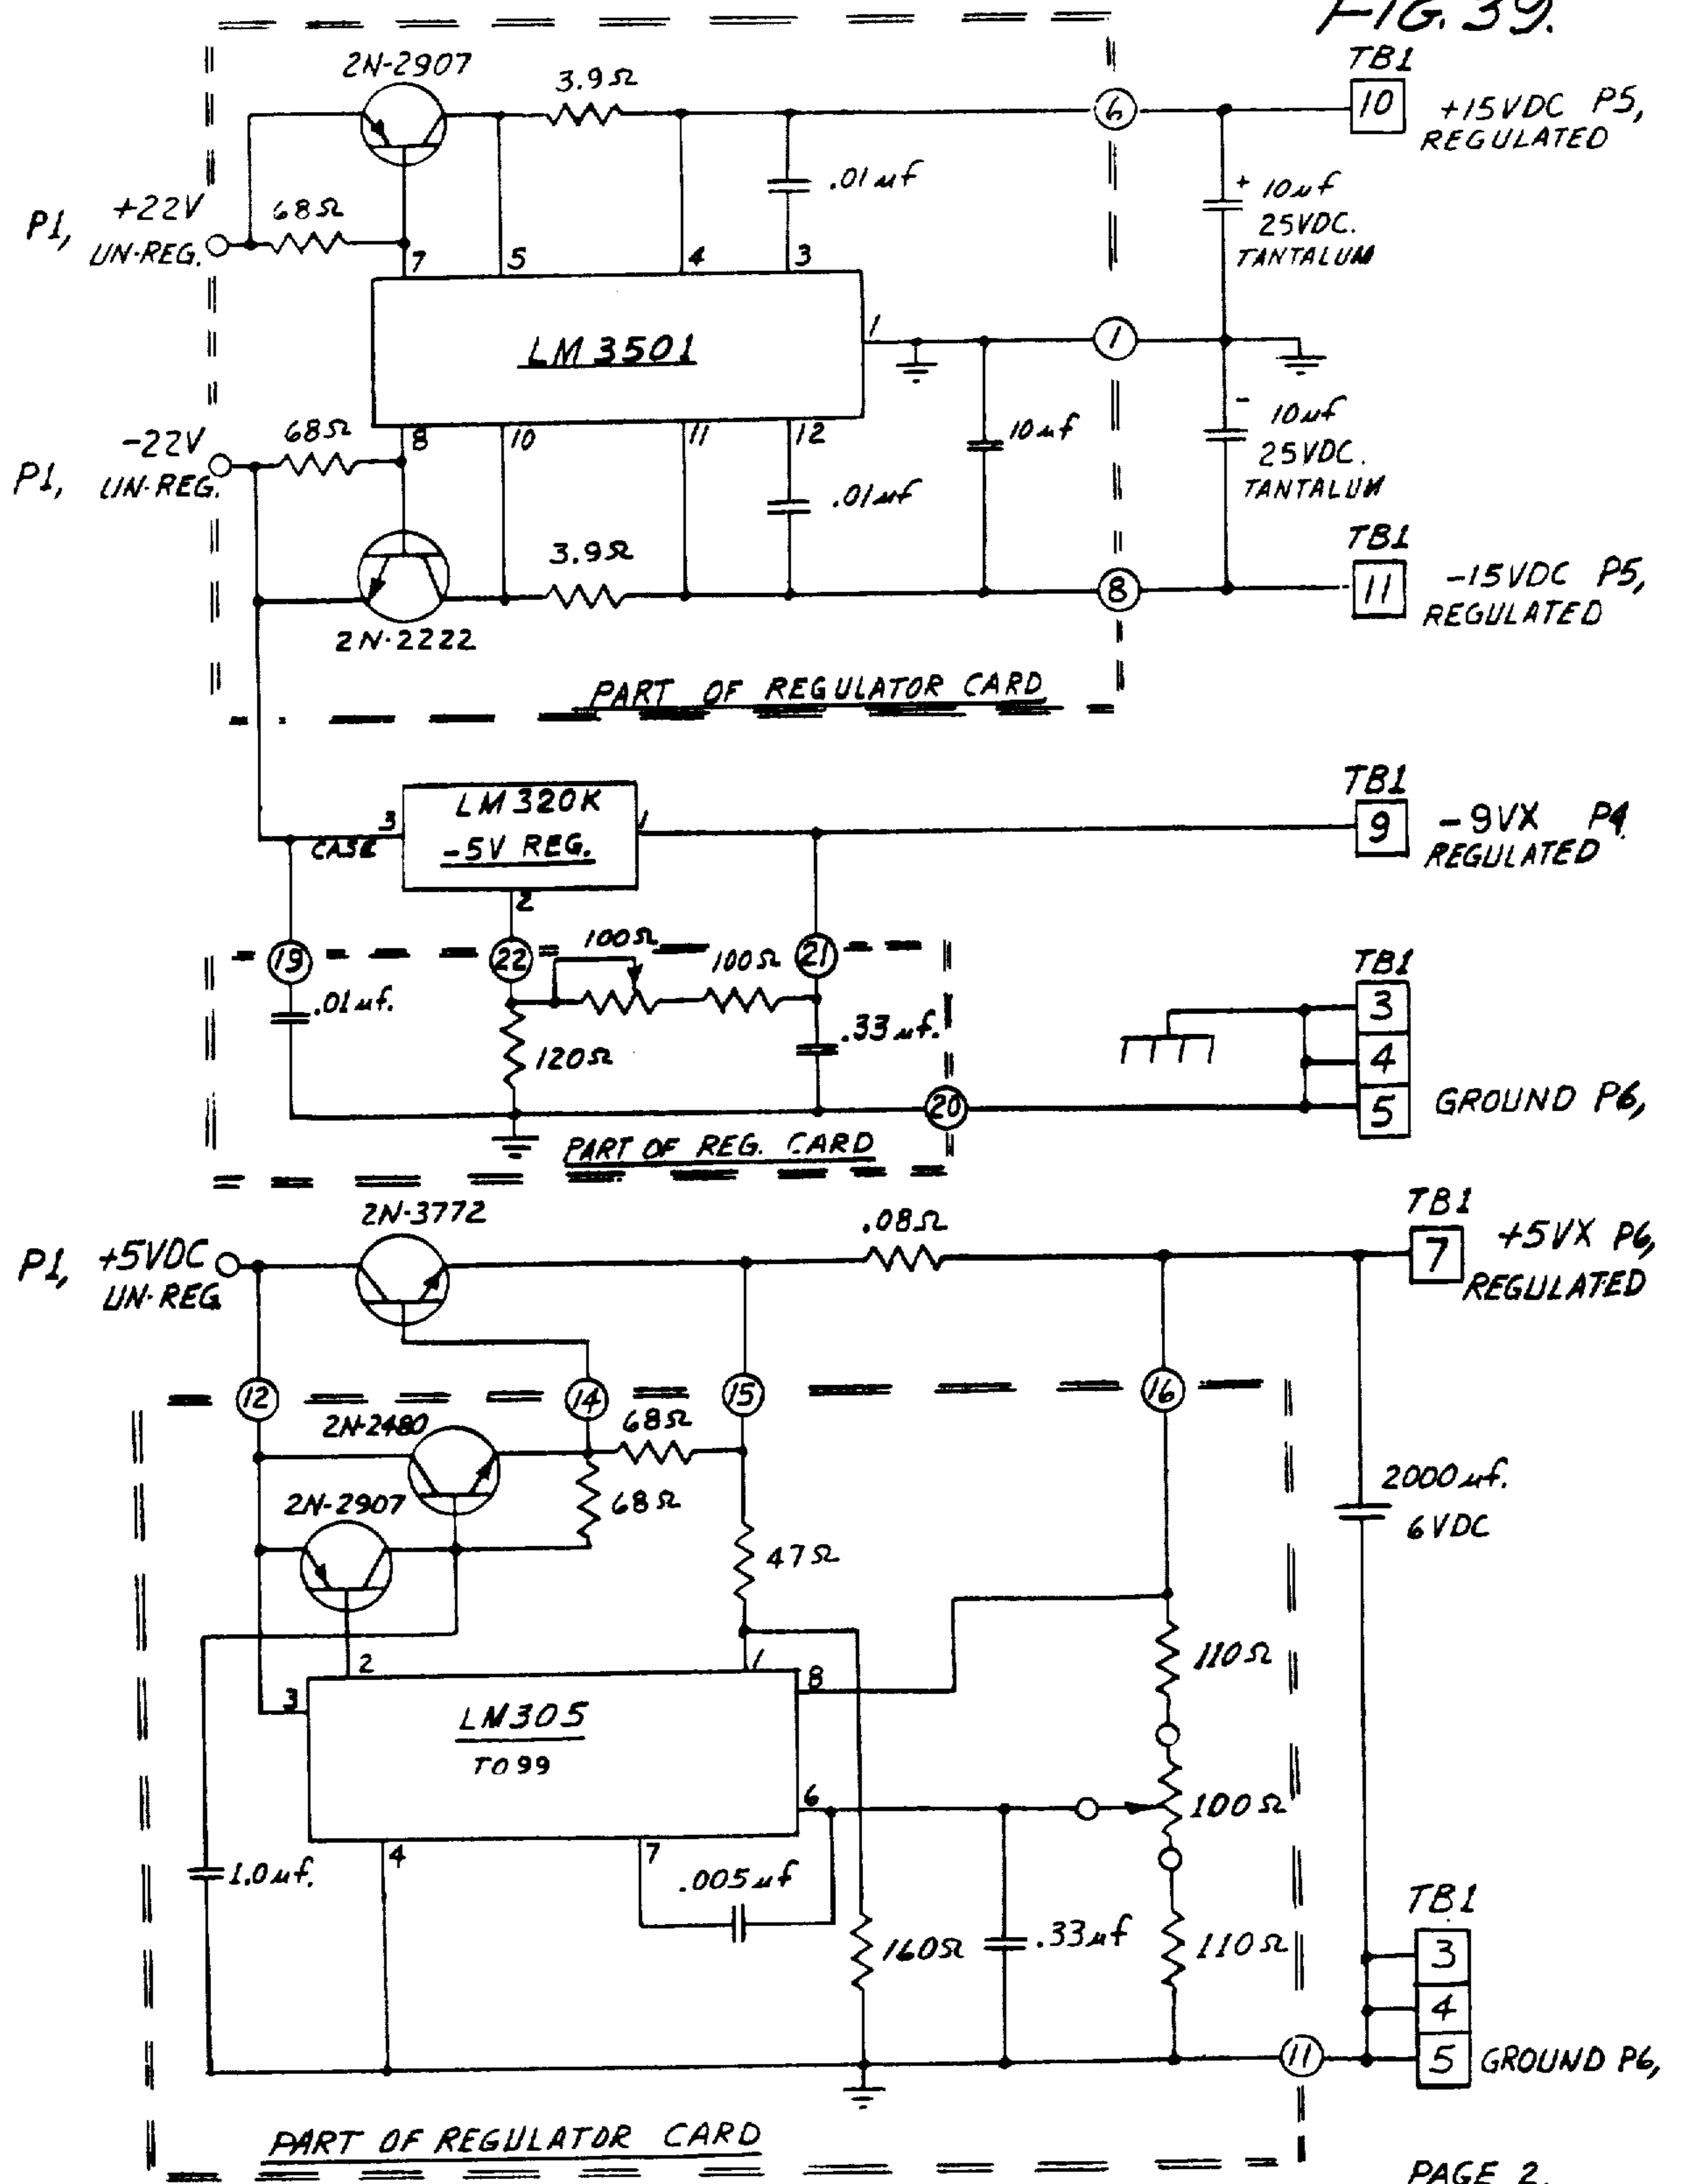 FIG. 39.
2N-2907
3.9Ω
6
TB1
10
+15VDC P5,
REGULATED
.01µf
+ 10µf
25VDC.
TANTALUM
P1, +22V
UN-REG.
68Ω
7
5
4
3
LM3501
1
1
P1, -22V
UN-REG.
68Ω
8
10
11
12
10µf
- 10µf
25VDC.
TANTALUM
.01µf
3.9Ω
8
TB1
11
-15VDC P5,
REGULATED
2N-2222
PART OF REGULATOR CARD
LM320K
-5V REG.
3
CASE
1
2
TB1
9
-9VX P4
REGULATED
19
22
100Ω
100Ω
21
.01µf.
120Ω
.33µf.
20
TB1
3
4
5
GROUND P6,
PART OF REG. CARD
2N-3772
.08Ω
TB1
7
+5VX P6,
REGULATED
P1, +5VDC
UN-REG
12
14
15
16
2N-2480
68Ω
2N-2907
68Ω
47Ω
2000µf.
6VDC
2
1
3
8
110Ω
LM305
TO99
6
100Ω
4
7
1.0µf.
.005µf
160Ω
.33µf
110Ω
TB1
3
4
5
11
GROUND P6,
PART OF REGULATOR CARD
PAGE 2.